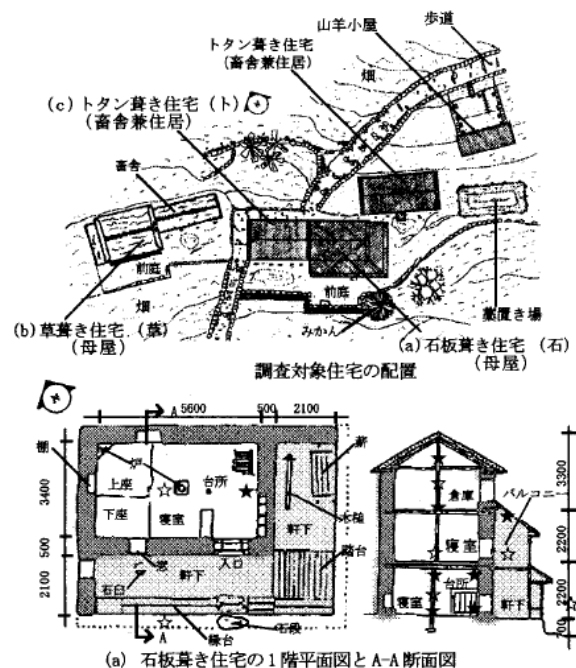 山羊小屋
歩道
トタン葺き住宅
(畜舎兼住居)
畑
(c) トタン葺き住宅 (ト)
(畜舎兼住居)
畜舎
前庭
畑
前庭
みかん
藁置き場
(b) 草葺き住宅 (草)
(母屋)
(a) 石板葺き住宅 (石)
(母屋)
調査対象住宅の配置
A
5600
500
2100
棚
炉
上座
台所
薪
3400
下座
寝室
軒下
水槽
500
窓
入口
踏台
2100
石臼
軒下
縁台
石段
A
倉庫
バルコニー
3300
寝室
2200
台所
寝室
軒下
2200
700
(a) 石板葺き住宅の1階平面図とA-A断面図